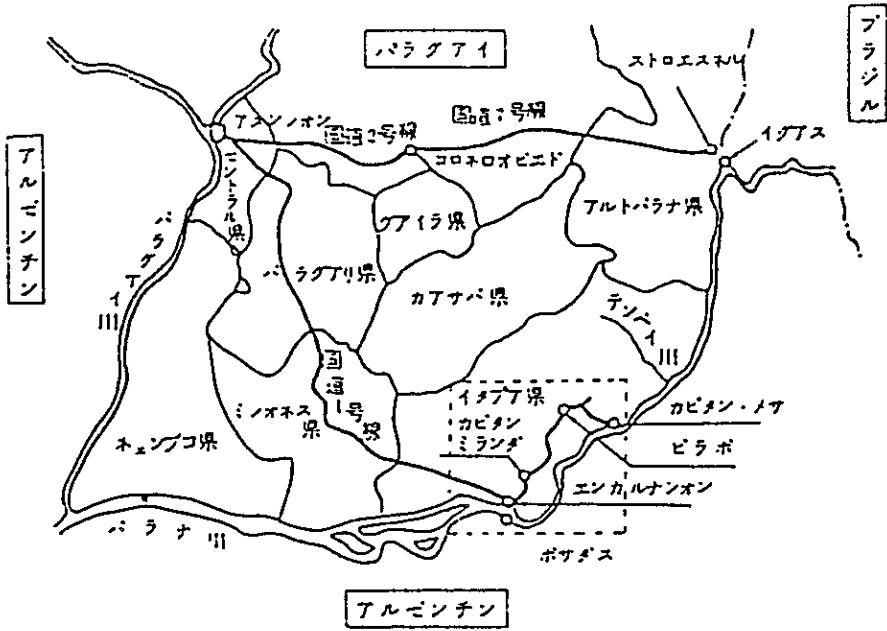 パラグアイ
ブラジル
ストロエスネル
アスンシオン
国道2号線
国道2号線
イグアス
コロネロオビエド
アルゼンチン
セントラル県
アルトパラナ県
グアイラ県
パラグアイ川
パラグアリ県
カアサパ県
テンベイ川
国道1号線
イタプア県
カピタン・メサ
ミシオネス県
カピタンミランダ
ネェンブコ県
ピラポ
エンカルナシオン
パラナ川
ポサダス
アルゼンチン